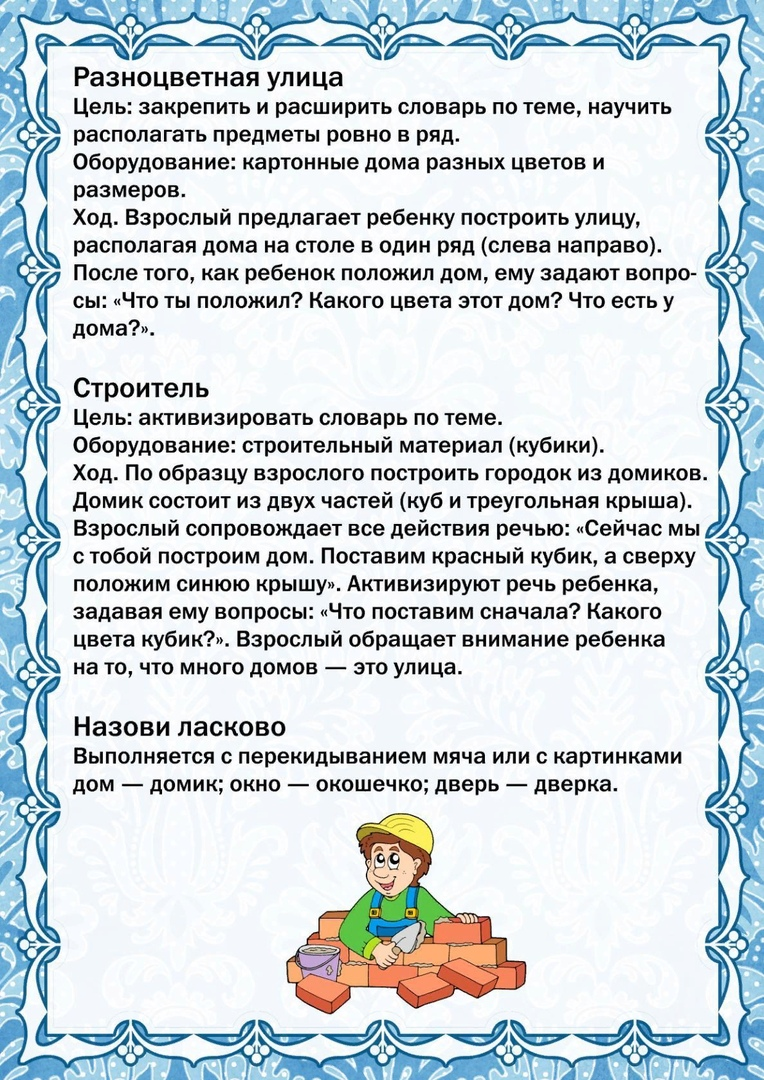 Разноцветная улица
Цель: закрепить и расширить словарь по теме, научить
располагать предметы ровно в ряд.
Оборудование: картонные дома разных цветов и
размеров.
Ход. Взрослый предлагает ребенку построить улицу,
располагая дома на столе в один ряд (слева направо).
После того, как ребенок положил дом, ему задают вопро-
сы: «Что ты положил? Какого цвета этот дом? Что есть у
дома?».
Строитель
Цель: активизировать словарь по теме.
Оборудование: строительный материал (кубики).
Ход. По образцу взрослого построить городок из домиков.
Домик состоит из двух частей (куб и треугольная крыша).
Взрослый сопровождает все действия речью: «Сейчас мы
с тобой построим дом. Поставим красный кубик, а сверху
положим синюю крышу». Активизируют речь ребенка,
задавая ему вопросы: «Что поставим сначала? Какого
цвета кубик?». Взрослый обращает внимание ребенка
на то, что много домов — это улица.
Назови ласково
Выполняется с перекидыванием мяча или с картинками
дом — домик; окно — окошечко; дверь — дверка.